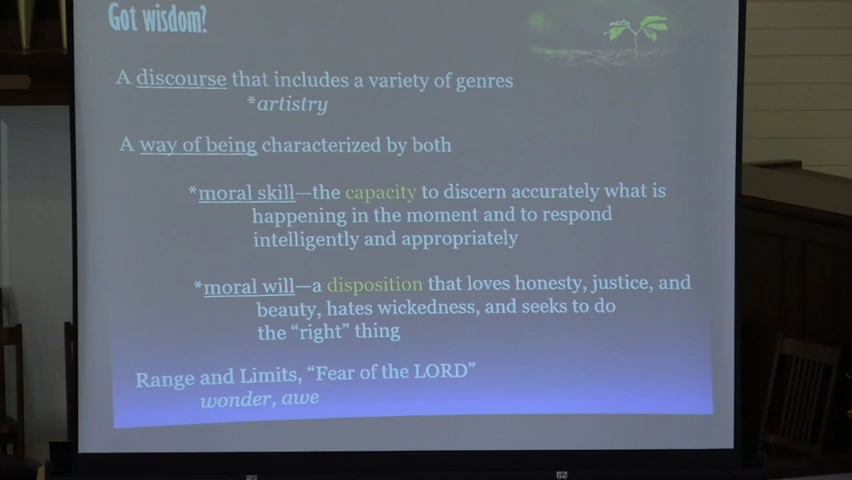 Got wisdom?
A discourse that includes a variety of genres
*artistry
A way of being characterized by both
*moral skill—the capacity to discern accurately what is
happening in the moment and to respond
intelligently and appropriately
*moral will—a disposition that loves honesty, justice, and
beauty, hates wickedness, and seeks to do
the “right” thing
Range and Limits, “Fear of the LORD”
wonder, awe